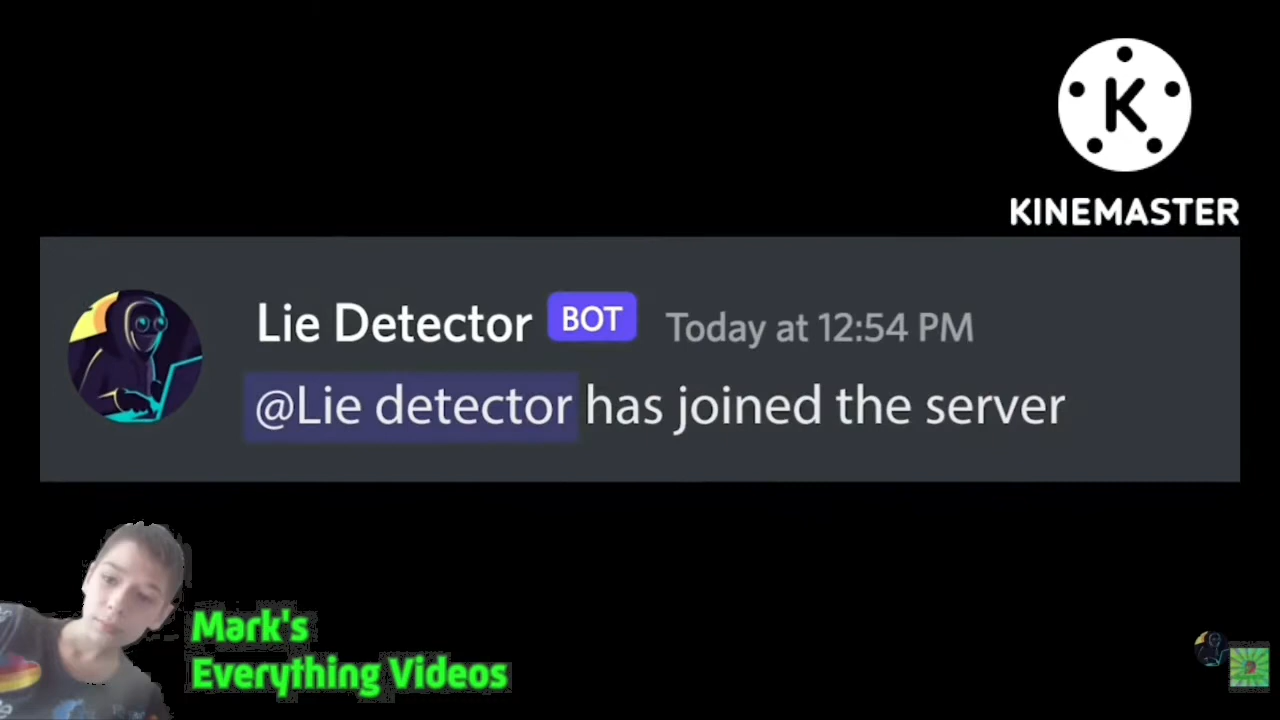 K
KINEMASTER
Lie Detector BOT Today at 12:54 PM
@Lie detector has joined the server
Mark's
Everything Videos